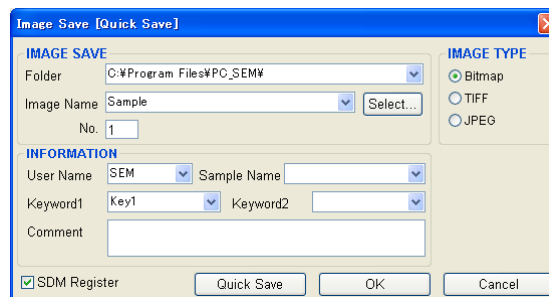 Image Save [Quick Save]
IMAGE SAVE
Folder C:¥Program Files¥PC_SEM¥
Image Name Sample Select...
No. 1
IMAGE TYPE
Bitmap
TIFF
JPEG
INFORMATION
User Name SEM Sample Name
Keyword1 Key1 Keyword2
Comment
SDM Register Quick Save OK Cancel